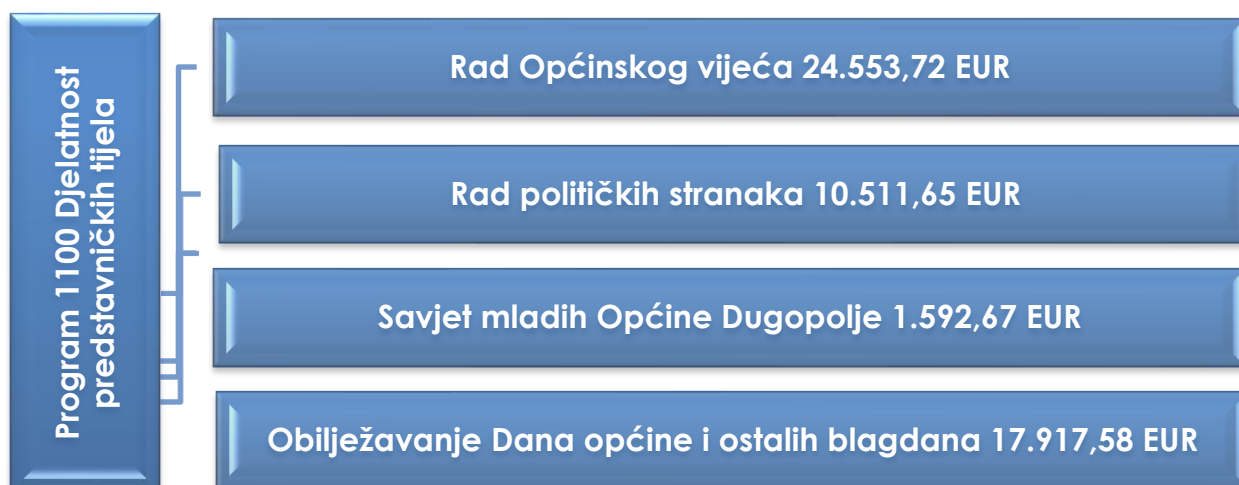 Program 1100 Djelatnost
predstavničkih tijela
Rad Općinskog vijeća 24.553,72 EUR
Rad političkih stranaka 10.511,65 EUR
Savjet mladih Općine Dugopolje 1.592,67 EUR
Obilježavanje Dana općine i ostalih blagdana 17.917,58 EUR